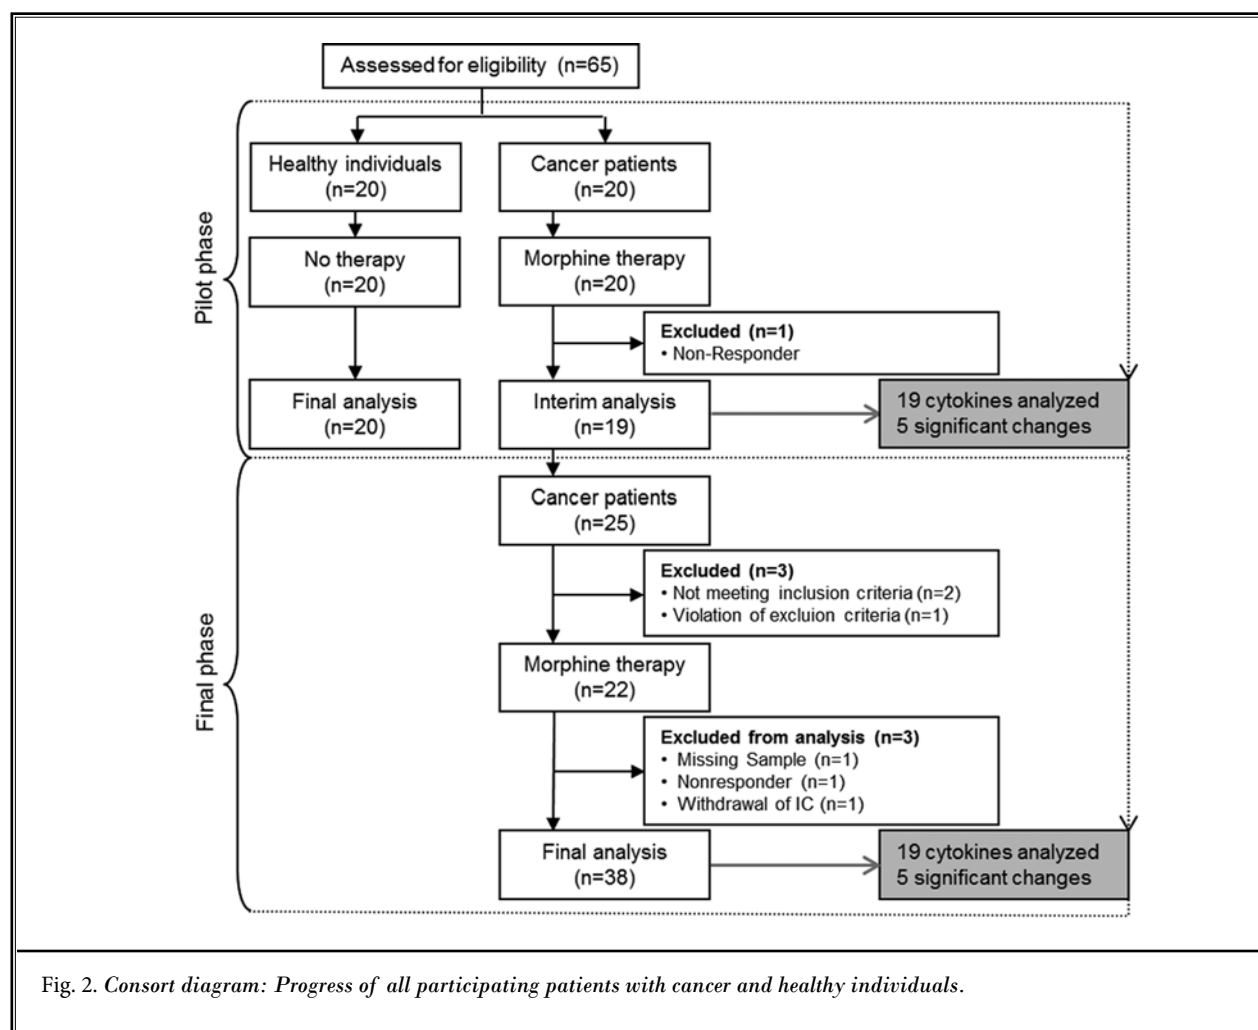 Assessed for eligibility (n=65)
Pilot phase
Healthy individuals
(n=20)
Cancer patients
(n=20)
No therapy
(n=20)
Morphine therapy
(n=20)
Excluded (n=1)
• Non-Responder
Final analysis
(n=20)
Interim analysis
(n=19)
19 cytokines analyzed
5 significant changes
Final phase
Cancer patients
(n=25)
Excluded (n=3)
• Not meeting inclusion criteria (n=2)
• Violation of excluion criteria (n=1)
Morphine therapy
(n=22)
Excluded from analysis (n=3)
• Missing Sample (n=1)
• Nonresponder (n=1)
• Withdrawal of IC (n=1)
Final analysis
(n=38)
19 cytokines analyzed
5 significant changes
Fig. 2. Consort diagram: Progress of all participating patients with cancer and healthy individuals.